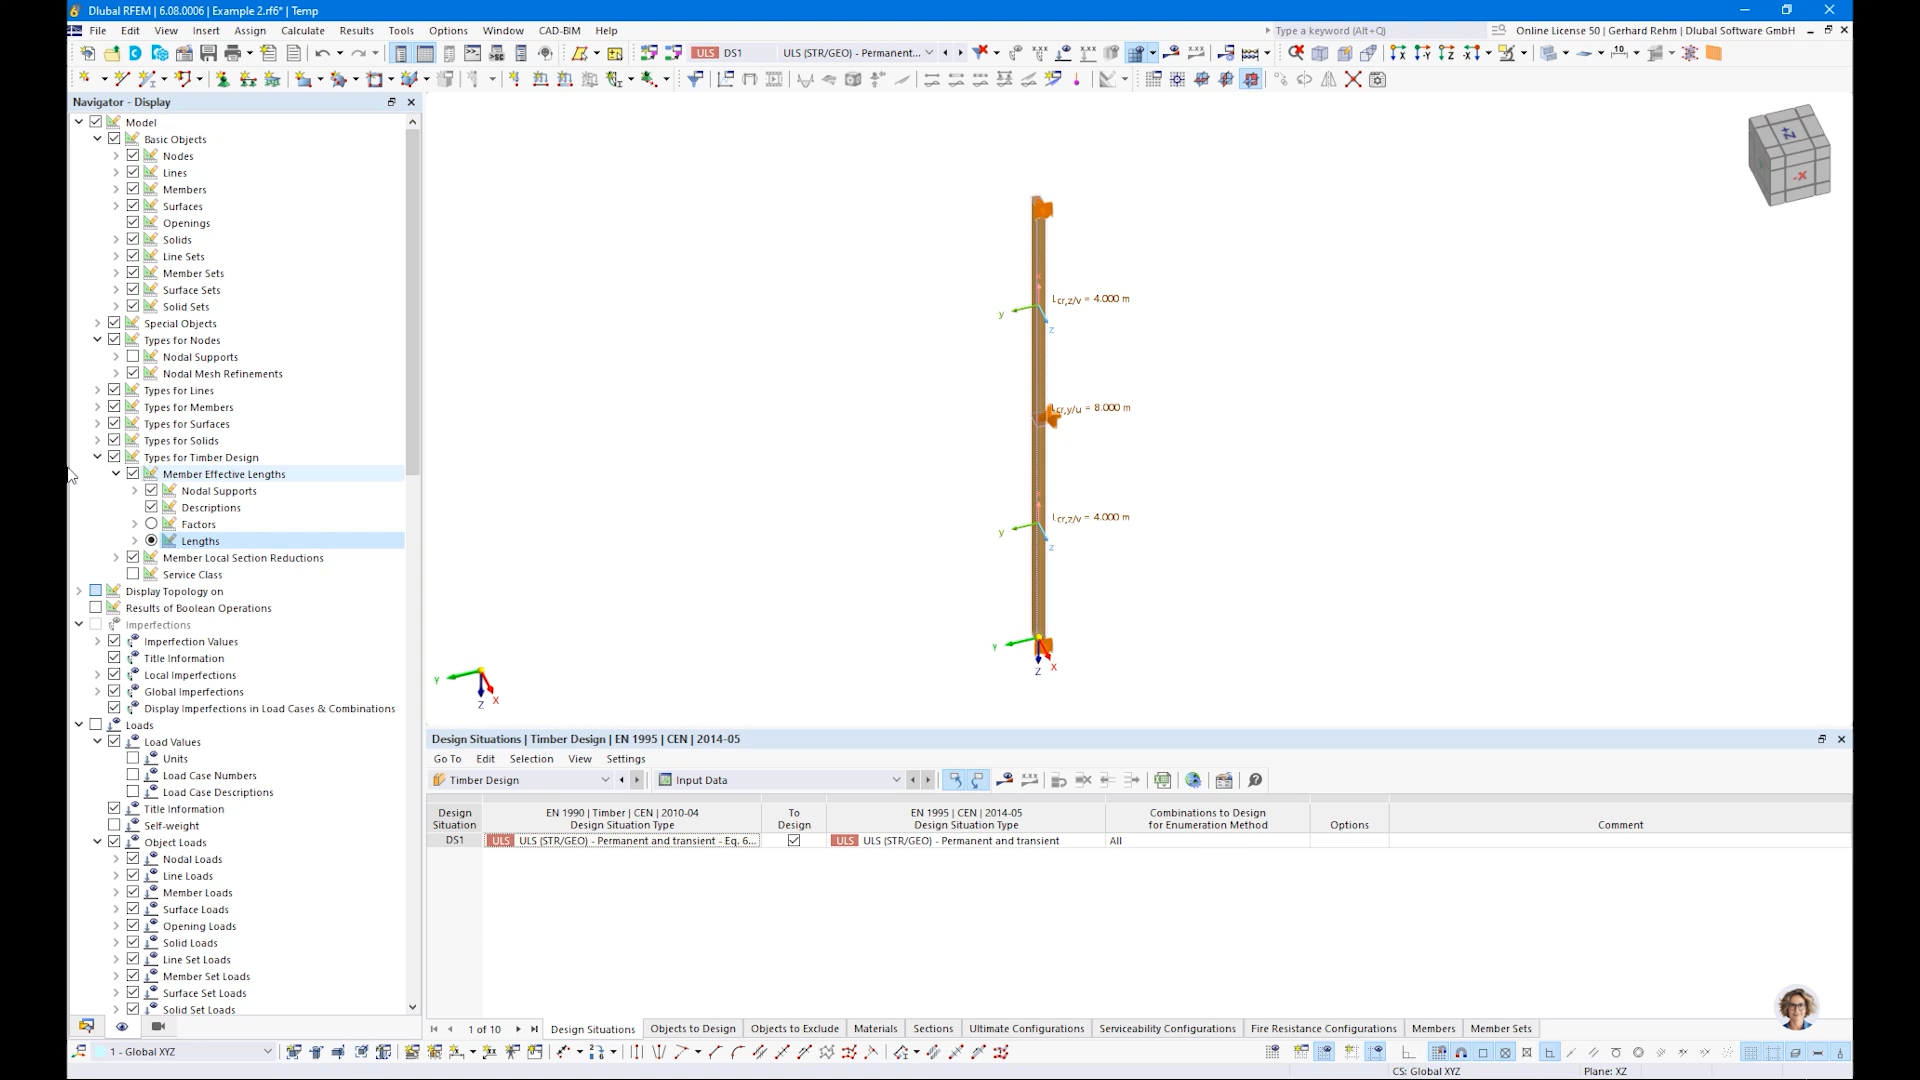 Dlubal RFEM | 6.08.0006 | Example 2.rf6* | Temp
File Edit View Insert Assign Calculate Results Tools Options Window CAD-BIM Help
Type a keyword (Alt+Q)
Online License 50 | Gerhard Rehm | Dlubal Software GmbH
ULS DS1 ULS (STR/GEO) - Permanent...
Navigator - Display
Model
Basic Objects
Nodes
Lines
Members
Surfaces
Openings
Solids
Line Sets
Member Sets
Surface Sets
Solid Sets
Special Objects
Types for Nodes
Nodal Supports
Nodal Mesh Refinements
Types for Lines
Types for Members
Types for Surfaces
Types for Solids
Types for Timber Design
Member Effective Lengths
Nodal Supports
Descriptions
Factors
Lengths
Member Local Section Reductions
Service Class
Display Topology on
Results of Boolean Operations
Imperfections
Imperfection Values
Title Information
Local Imperfections
Global Imperfections
Display Imperfections in Load Cases & Combinations
Loads
Load Values
Units
Load Case Numbers
Load Case Descriptions
Title Information
Self-weight
Object Loads
Nodal Loads
Line Loads
Member Loads
Surface Loads
Opening Loads
Solid Loads
Line Set Loads
Member Set Loads
Surface Set Loads
Solid Set Loads
1 - Global XYZ
+Z
-X
Lcr,z/v = 4.000 m
y
z
Lcr,y/u = 8.000 m
Lcr,z/v = 4.000 m
y
z
Y
Z
X
Y
Z
X
Design Situations | Timber Design | EN 1995 | CEN | 2014-05
Go To Edit Selection View Settings
Timber Design
Input Data
Design Situation
EN 1990 | Timber | CEN | 2010-04 Design Situation Type
To Design
EN 1995 | CEN | 2014-05 Design Situation Type
Combinations to Design for Enumeration Method
Options
Comment
DS1 ULS ULS (STR/GEO) - Permanent and transient - Eq. 6... ULS ULS (STR/GEO) - Permanent and transient All
1 of 10
Design Situations Objects to Design Objects to Exclude Materials Sections Ultimate Configurations Serviceability Configurations Fire Resistance Configurations Members Member Sets
CS: Global XYZ
Plane: XZ